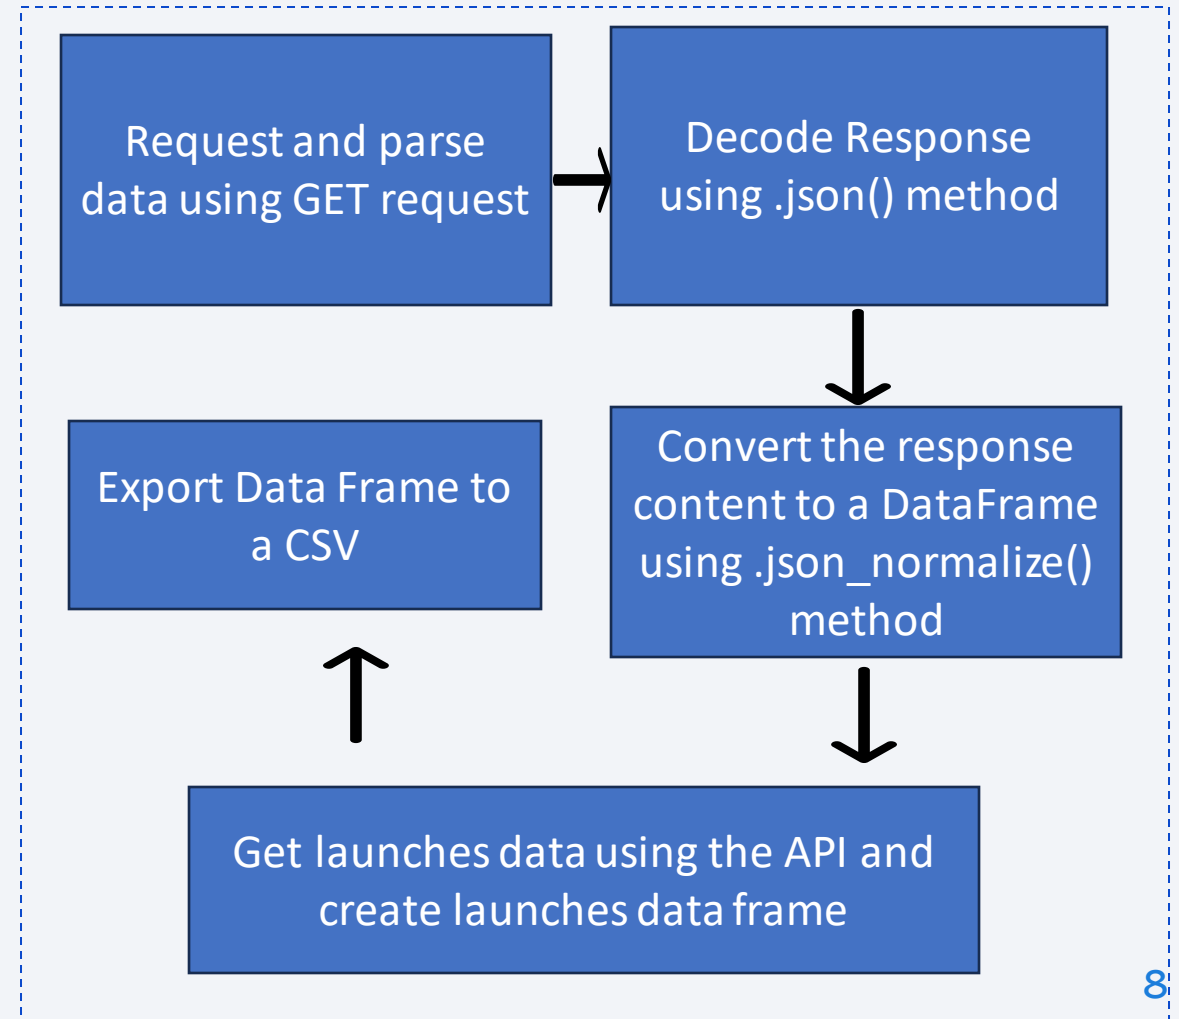 Request and parse
data using GET request
Decode Response
using .json() method
Convert the response
content to a DataFrame
using .json_normalize()
method
Get launches data using the API and
create launches data frame
Export Data Frame to
a CSV
8